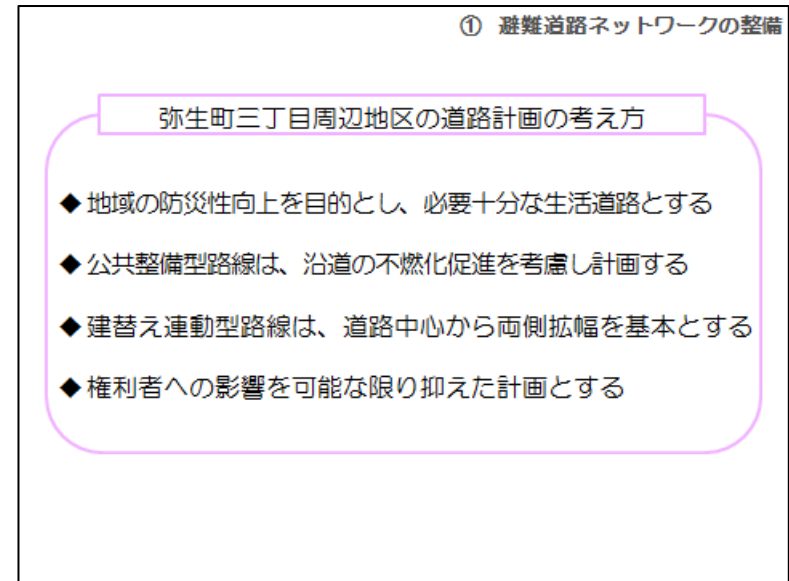 ① 避難道路ネットワークの整備
弥生町三丁目周辺地区の道路計画の考え方
◆地域の防災性向上を目的とし、必要十分な生活道路とする
◆公共整備型路線は、沿道の不燃化促進を考慮し計画する
◆建替え連動型路線は、道路中心から両側拡幅を基本とする
◆権利者への影響を可能な限り抑えた計画とする